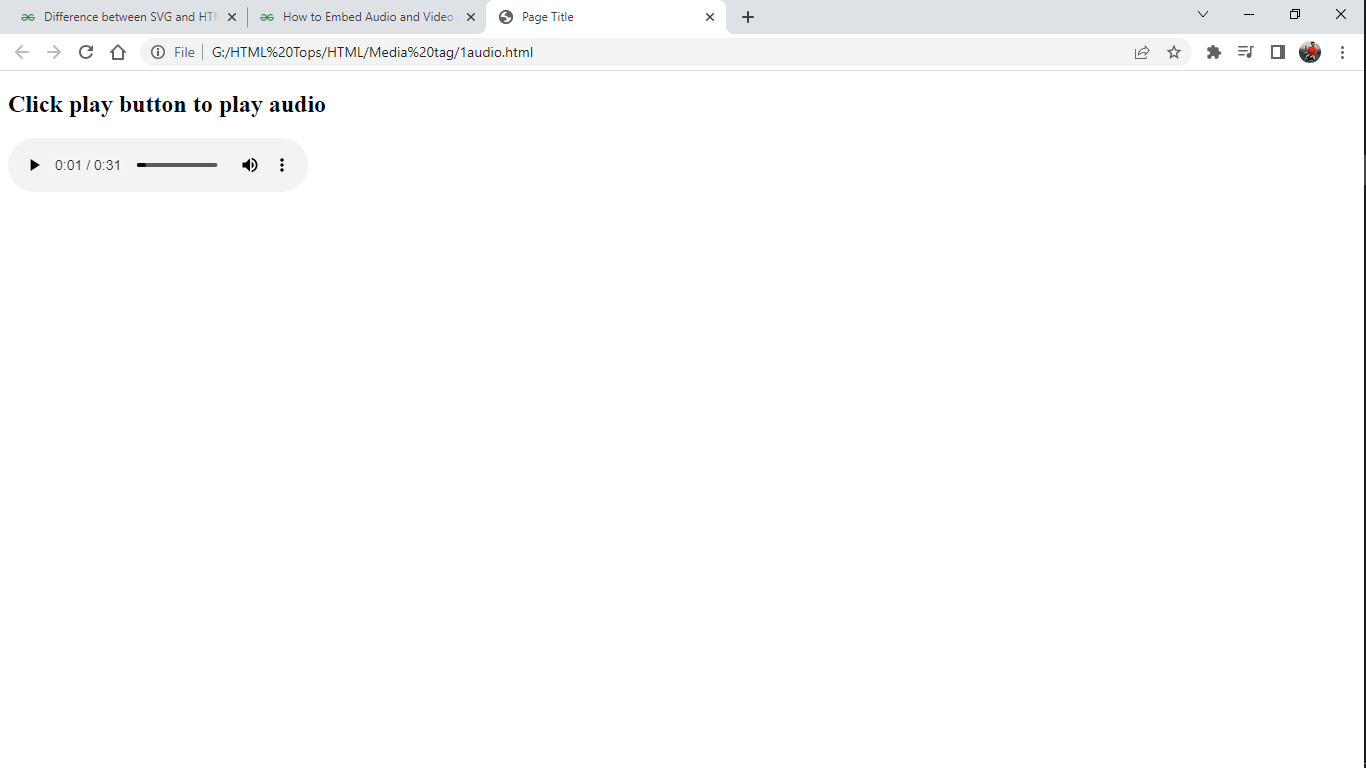 Difference between SVG and HTM
How to Embed Audio and Video
Page Title
File
G:/HTML%20Tops/HTML/Media%20tag/1audio.html
Click play button to play audio
0:01 / 0:31